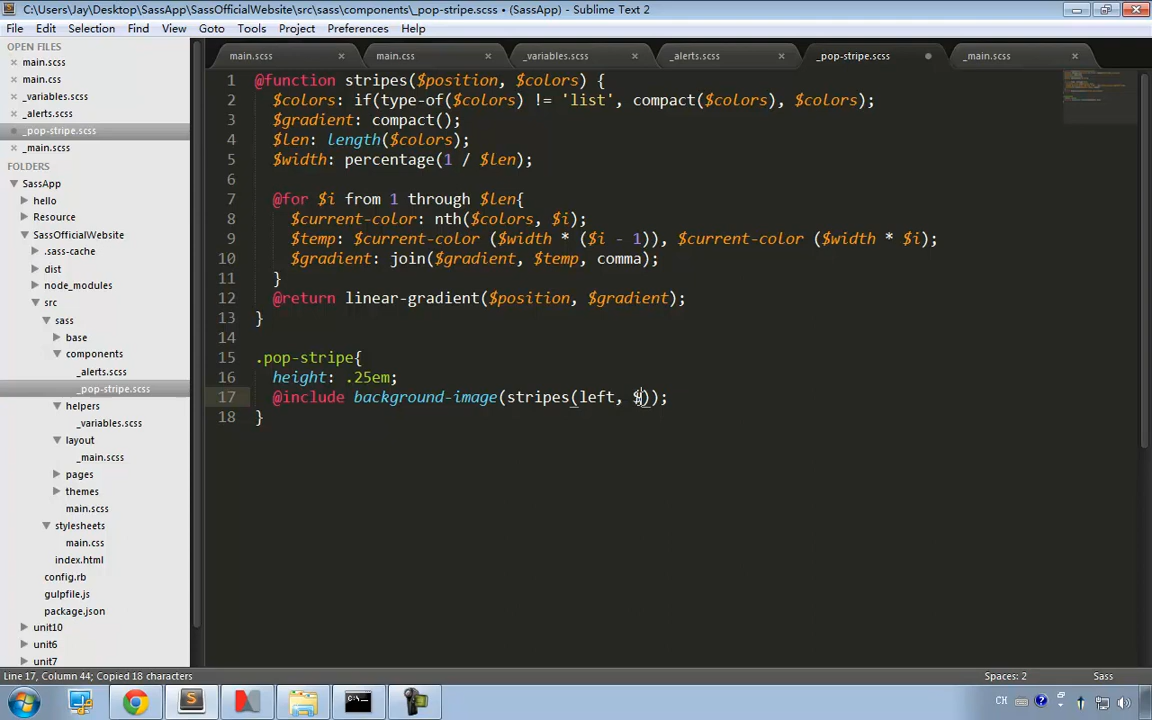 C:\Users\Jay\Desktop\SassApp\SassOfficialWebsite\src\sass\components\_pop-stripe.scss • (SassApp) - Sublime Text 2
File Edit Selection Find View Goto Tools Project Preferences Help
OPEN FILES
main.scss
main.css
_variables.scss
_alerts.scss
_pop-stripe.scss
_main.scss
FOLDERS
SassApp
hello
Resource
SassOfficialWebsite
.sass-cache
dist
node_modules
src
sass
base
components
_alerts.scss
_pop-stripe.scss
helpers
_variables.scss
layout
_main.scss
pages
themes
main.scss
stylesheets
main.css
index.html
config.rb
gulpfile.js
package.json
unit10
unit6
unit7
main.scss main.css _variables.scss _alerts.scss _pop-stripe.scss _main.scss
1 @function stripes($position, $colors) {
2 $colors: if(type-of($colors) != 'list', compact($colors), $colors);
3 $gradient: compact();
4 $len: length($colors);
5 $width: percentage(1 / $len);
6
7 @for $i from 1 through $len{
8 $current-color: nth($colors, $i);
9 $temp: $current-color ($width * ($i - 1)), $current-color ($width * $i);
10 $gradient: join($gradient, $temp, comma);
11 }
12 @return linear-gradient($position, $gradient);
13 }
14
15 .pop-stripe{
16 height: .25em;
17 @include background-image(stripes(left, $));
18 }
Line 17, Column 44; Copied 18 characters
Spaces: 2 Sass
CH